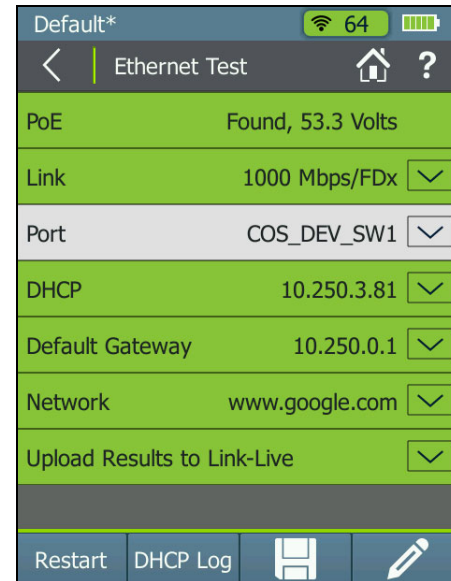 Default* 64
Ethernet Test ?
PoE Found, 53.3 Volts
Link 1000 Mbps/FDx
Port COS_DEV_SW1
DHCP 10.250.3.81
Default Gateway 10.250.0.1
Network www.google.com
Upload Results to Link-Live
Restart DHCP Log